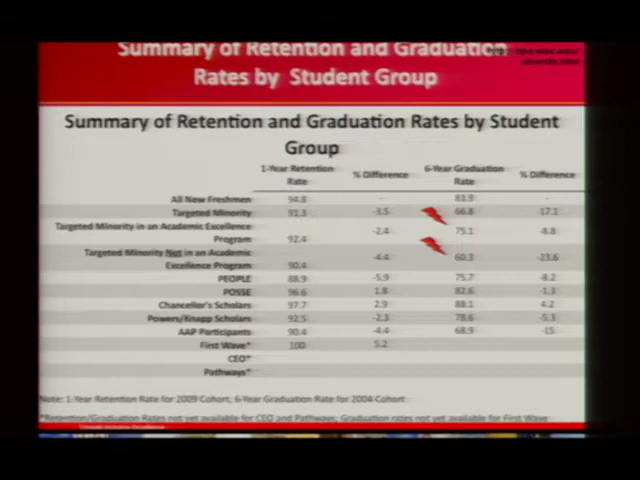 Summary of Retention and Graduation
Rates by Student Group
Summary of Retention and Graduation Rates by Student
Group
1-Year Retention Rate % Difference 6-Year Graduation Rate % Difference
All New Freshmen 94.8 - 83.9 -
Targeted Minority 91.3 -3.5 66.8 -17.1
Targeted Minority in an Academic Excellence
Program 92.4 -2.4 75.1 -8.8
Targeted Minority Not in an Academic
Excellence Program 90.4 -4.4 60.3 -23.6
PEOPLE 88.9 -5.9 75.7 -8.2
POSSE 96.6 1.8 82.6 -1.3
Chancellor's Scholars 97.7 2.9 88.1 4.2
Powers/Knapp Scholars 92.5 -2.3 78.6 -5.3
AAP Participants 90.4 -4.4 68.9 -15
First Wave* 100 5.2
CEO*
Pathways*
Note: 1-Year Retention Rate for 2009 Cohort; 6-Year Graduation Rate for 2004 Cohort
*Retention/Graduation Rates not yet available for CEO and Pathways; Graduation rates not yet available for First Wave